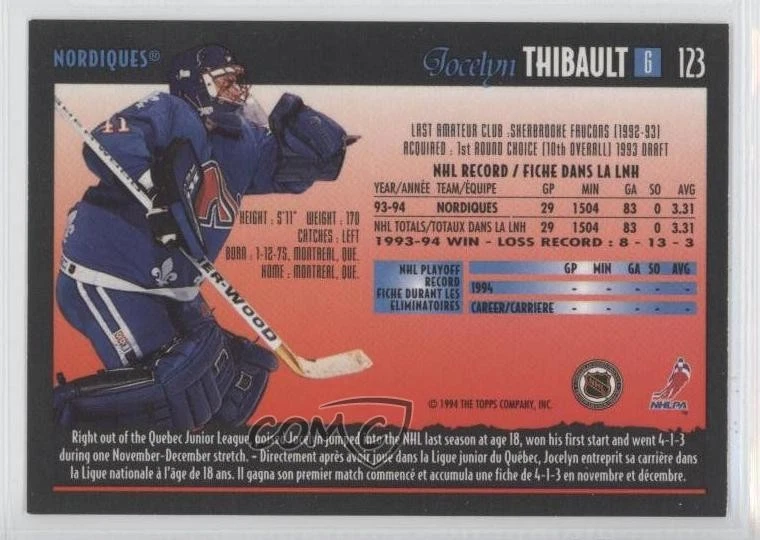 NORDIQUES®
Jocelyn THIBAULT G 123
41
LAST AMATEUR CLUB : SHERBROOKE FAUCONS (1992-93)
ACQUIRED : 1st ROUND CHOICE (10th OVERALL) 1993 DRAFT
NHL RECORD / FICHE DANS LA LNH
YEAR/ANNÉE TEAM/ÉQUIPE GP MIN GA SO AVG
93-94 NORDIQUES 29 1504 83 0 3.31
NHL TOTALS/TOTAUX DANS LA LNH 29 1504 83 0 3.31
1993-94 WIN - LOSS RECORD : 8 - 13 - 3
HEIGHT : 5'11" WEIGHT : 170
CATCHES : LEFT
BORN : 1-12-75, MONTREAL, QUE.
HOME : MONTREAL, QUE.
NHL PLAYOFF
RECORD
FICHE DURANT LES
ELIMINATOIRES
GP MIN GA SO AVG
1994 - - - - -
CAREER/CARRIERE - - - - -
ER-WOOD
NHL
NHLPA
© 1994 THE TOPPS COMPANY, INC.
COMC
Right out of the Quebec Junior League, poised Jocelyn jumped into the NHL last season at age 18, won his first start and went 4-1-3
during one November-December stretch. – Directement après avoir joué dans la Ligue junior du Québec, Jocelyn entreprit sa carrière dans
la Ligue nationale à l'âge de 18 ans. Il gagna son premier match commencé et accumula une fiche de 4-1-3 en novembre et décembre.